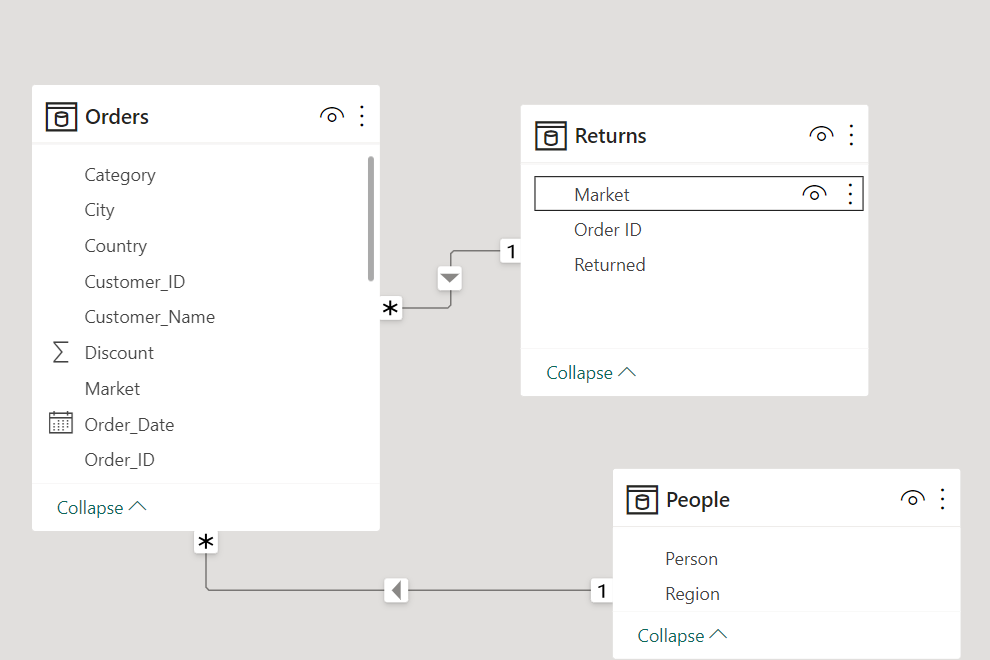 Orders
Category
City
Country
Customer_ID
Customer_Name
Discount
Market
Order_Date
Order_ID
Collapse
*
*
Returns
Market
Order ID
Returned
Collapse
1
People
Person
Region
Collapse
1